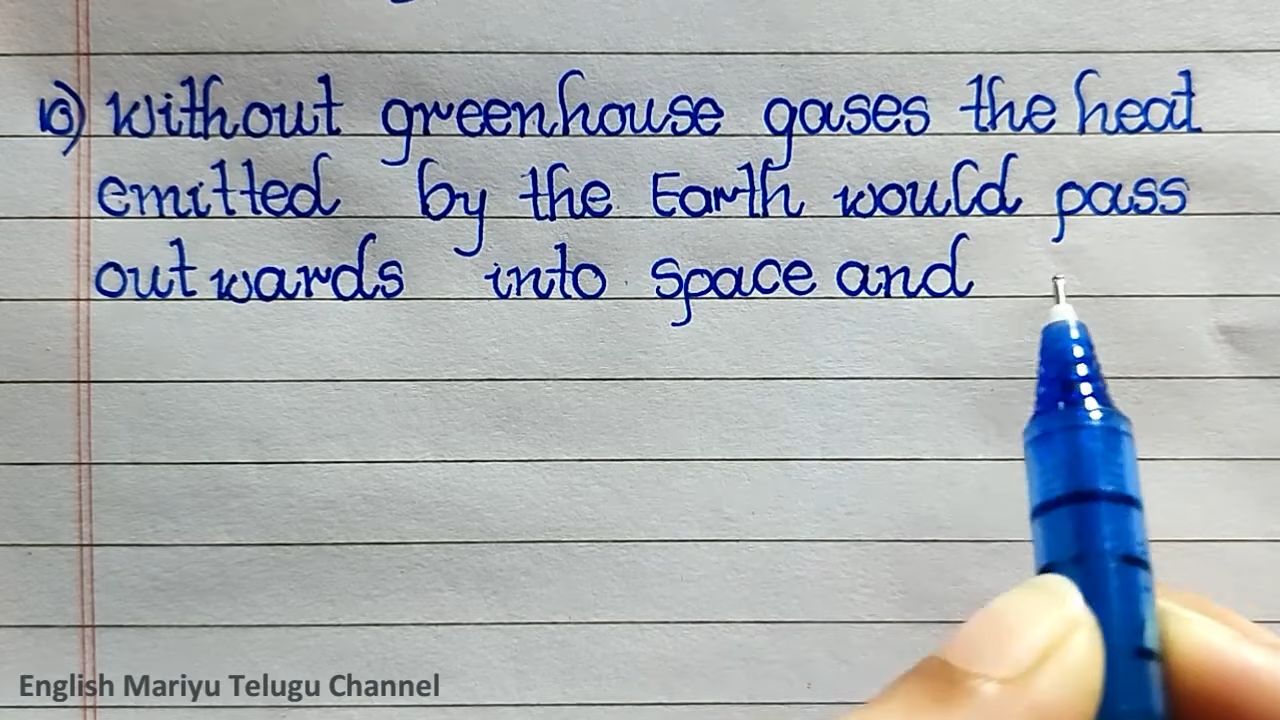 10) Without greenhouse gases the heat
emitted by the Earth would pass
outwards into space and
English Mariyu Telugu Channel